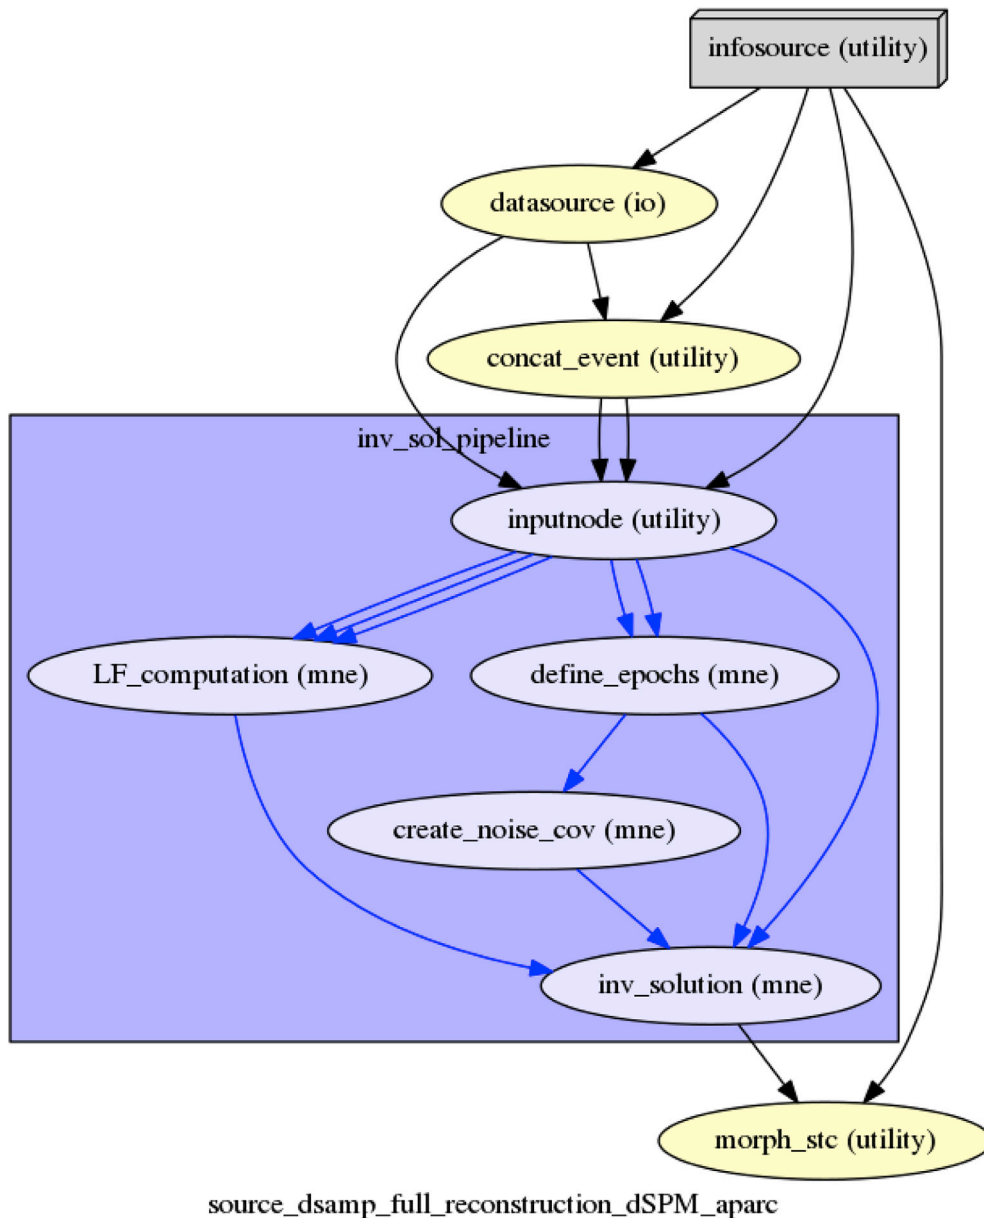 infosource (utility)
datasource (io)
concat_event (utility)
inv_sol_pipeline
inputnode (utility)
LF_computation (mne)
define_epochs (mne)
create_noise_cov (mne)
inv_solution (mne)
morph_stc (utility)
source_dsamp_full_reconstruction_dSPM_aparc